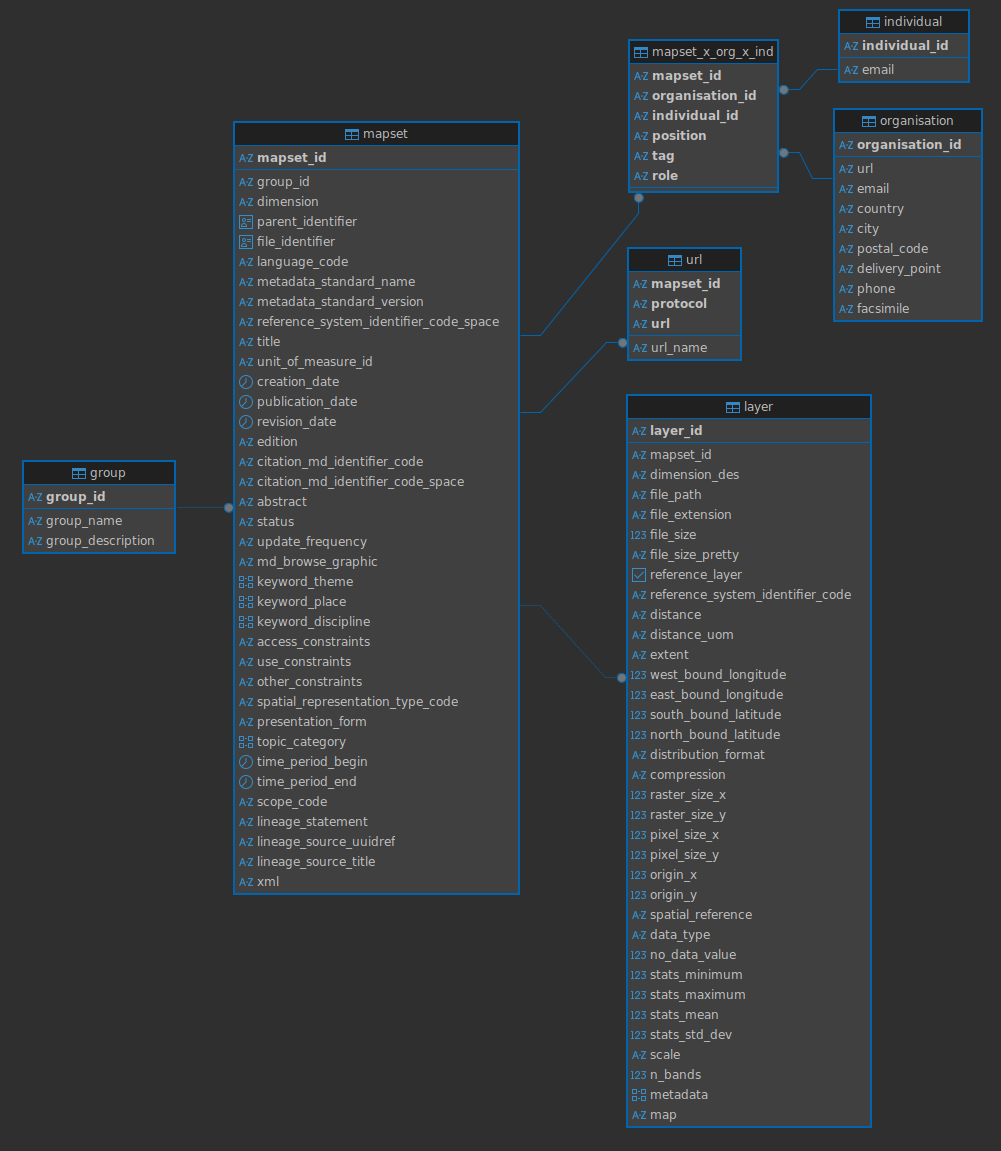 group
group_id
group_name
group_description
mapset
mapset_id
group_id
dimension
parent_identifier
file_identifier
language_code
metadata_standard_name
metadata_standard_version
reference_system_identifier_code_space
title
unit_of_measure_id
creation_date
publication_date
revision_date
edition
citation_md_identifier_code
citation_md_identifier_code_space
abstract
status
update_frequency
md_browse_graphic
keyword_theme
keyword_place
keyword_discipline
access_constraints
use_constraints
other_constraints
spatial_representation_type_code
presentation_form
topic_category
time_period_begin
time_period_end
scope_code
lineage_statement
lineage_source_uuidref
lineage_source_title
xml
mapset_x_org_x_ind
mapset_id
organisation_id
individual_id
position
tag
role
individual
individual_id
email
organisation
organisation_id
url
email
country
city
postal_code
delivery_point
phone
facsimile
url
mapset_id
protocol
url
url_name
layer
layer_id
mapset_id
dimension_des
file_path
file_extension
file_size
file_size_pretty
reference_layer
reference_system_identifier_code
distance
distance_uom
extent
west_bound_longitude
east_bound_longitude
south_bound_latitude
north_bound_latitude
distribution_format
compression
raster_size_x
raster_size_y
pixel_size_x
pixel_size_y
origin_x
origin_y
spatial_reference
data_type
no_data_value
stats_minimum
stats_maximum
stats_mean
stats_std_dev
scale
n_bands
metadata
map